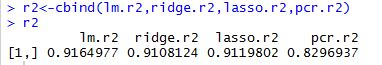 > r2<-cbind(lm.r2,ridge.r2,lasso.r2,pcr.r2)
> r2
lm.r2 ridge.r2 lasso.r2 pcr.r2
[1,] 0.9164977 0.9108124 0.9119802 0.8296937